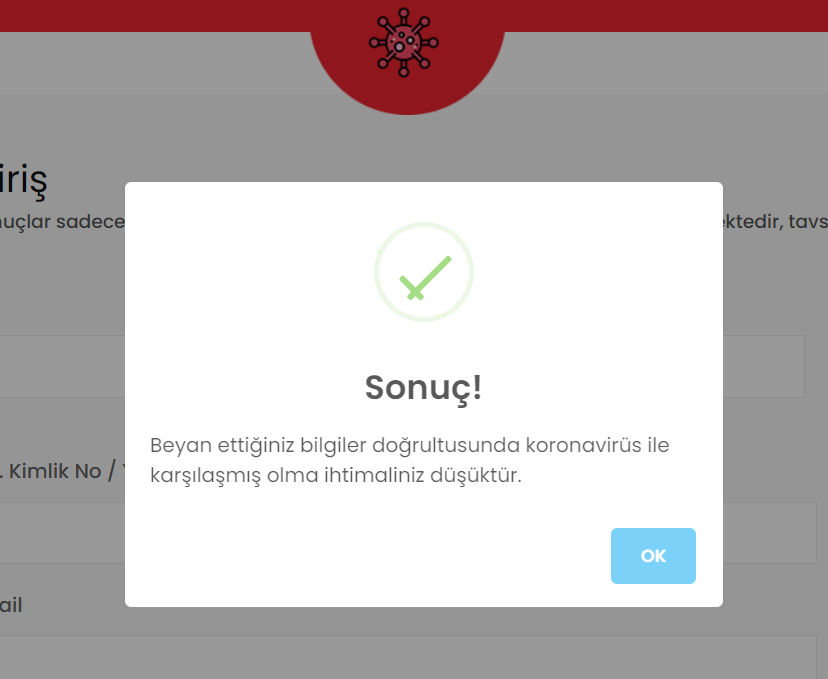 iriş
nuçlar sadece
ektedir, tavs
Sonuç!
Beyan ettiğiniz bilgiler doğrultusunda koronavirüs ile
karşılaşmış olma ihtimaliniz düşüktür.
. Kimlik No /
OK
ail